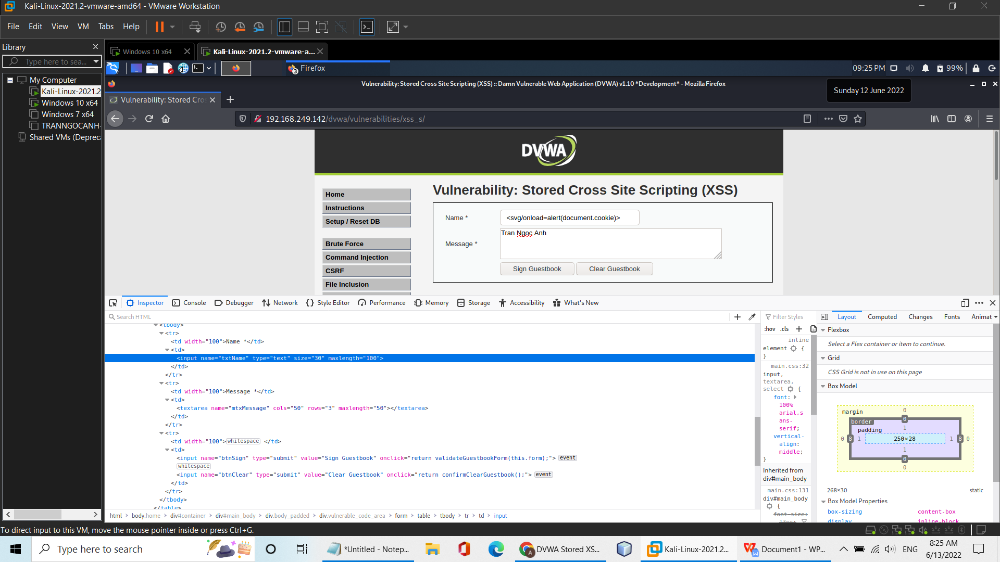 Kali-Linux-2021.2-vmware-amd64 - VMware Workstation
File Edit View VM Tabs Help
Library
Type here to sea...
My Computer
Kali-Linux-2021.2
Windows 10 x64
Windows 7 x64
TRANNGOCANH-
Shared VMs (Depreca
Windows 10 x64
Kali-Linux-2021.2-vmware-a...
3 Firefox
09:25 PM 99%
Vulnerability: Stored Cross Site Scripting (XSS) :: Damn Vulnerable Web Application (DVWA) v1.10 *Development* - Mozilla Firefox
Sunday 12 June 2022
Vulnerability: Stored Cros
192.168.249.142/dvwa/vulnerabilities/xss_s/
DVWA
Home
Instructions
Setup / Reset DB
Brute Force
Command Injection
CSRF
File Inclusion
Vulnerability: Stored Cross Site Scripting (XSS)
Name * <svg/onload=alert(document.cookie)>
Message * Tran Ngoc Anh
Sign Guestbook Clear Guestbook
Inspector Console Debugger Network Style Editor Performance Memory Storage Accessibility What's New
Search HTML
<tbody>
<tr>
<td width="100">Name *</td>
<td>
<input name="txtName" type="text" size="30" maxlength="100">
</td>
</tr>
<tr>
<td width="100">Message *</td>
<td>
<textarea name="mtxMessage" cols="50" rows="3" maxlength="50"></textarea>
</td>
</tr>
<tr>
<td width="100">whitespace </td>
<td>
<input name="btnSign" type="submit" value="Sign Guestbook" onclick="return validateGuestbookForm(this.form);"> event
whitespace
<input name="btnClear" type="submit" value="Clear Guestbook" onclick="return confirmClearGuestbook();"> event
</td>
</tr>
</tbody>
</table>
html > body.home > div#container > div#main_body > div.body_padded > div.vulnerable_code_area > form > table > tbody > tr > td > input
Filter Styles
:hov .cls +
inline
element {
}
main.css:32
input,
textarea,
select {
font:
100%
arial,s
ans-
serif;
vertical-
align:
middle;
}
Inherited from
div#main_body
main.css:131
div#main_body
{
font-size:
13px;
Layout Computed Changes Fonts Animat
Flexbox
Select a Flex container or item to continue.
Grid
CSS Grid is not in use on this page
Box Model
margin 0
border 0
padding 1
0 8 1 250×28 1 8 0
1
0
0
268×30 static
Box Model Properties
box-sizing content-box
display inline-block
To direct input to this VM, move the mouse pointer inside or press Ctrl+G.
Type here to search
*Untitled - Notep...
DVWA Stored XS...
Kali-Linux-2021.2...
Document1 - WP...
ENG
8:25 AM
6/13/2022